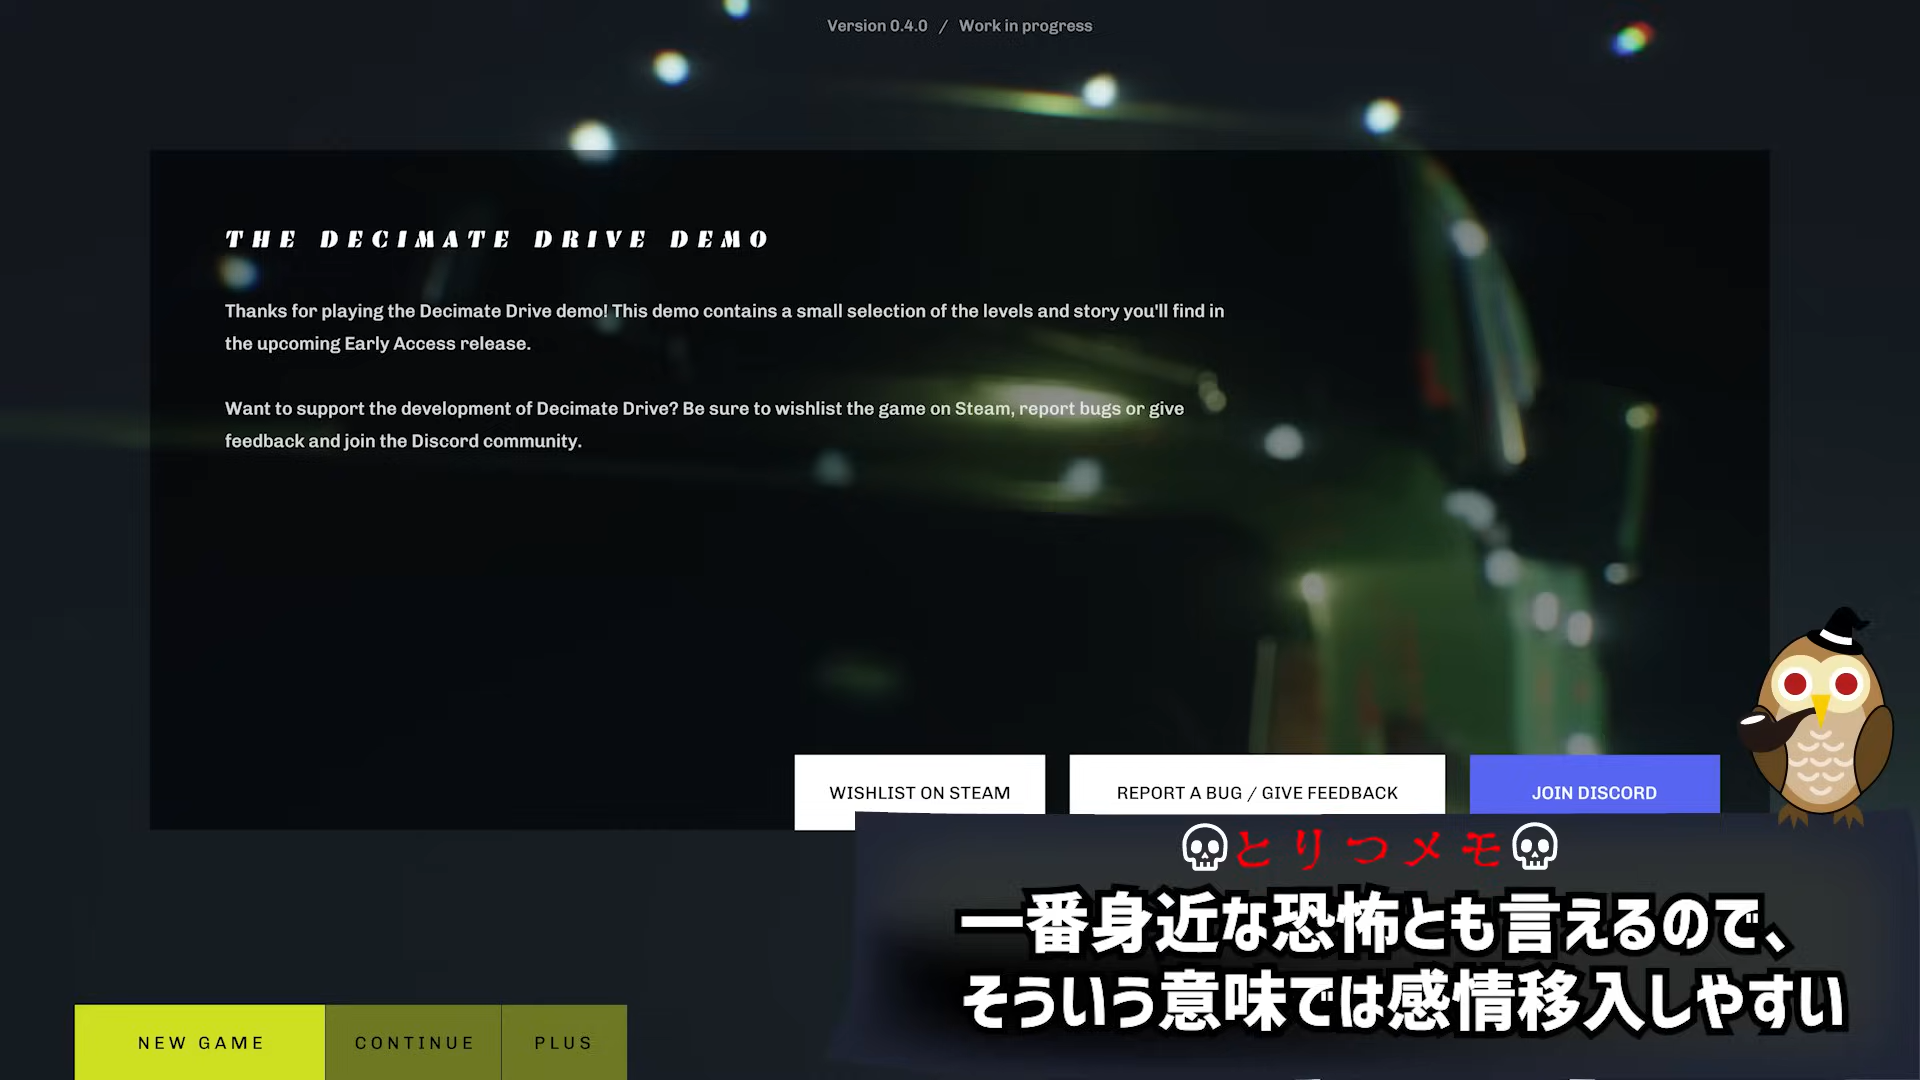 Version 0.4.0 / Work in progress
THE DECIMATE DRIVE DEMO
Thanks for playing the Decimate Drive demo! This demo contains a small selection of the levels and story you'll find in
the upcoming Early Access release.
Want to support the development of Decimate Drive? Be sure to wishlist the game on Steam, report bugs or give
feedback and join the Discord community.
WISHLIST ON STEAM
REPORT A BUG / GIVE FEEDBACK
JOIN DISCORD
とりつメモ
一番身近な恐怖とも言えるので、
そういう意味では感情移入しやすい
NEW GAME
CONTINUE
PLUS